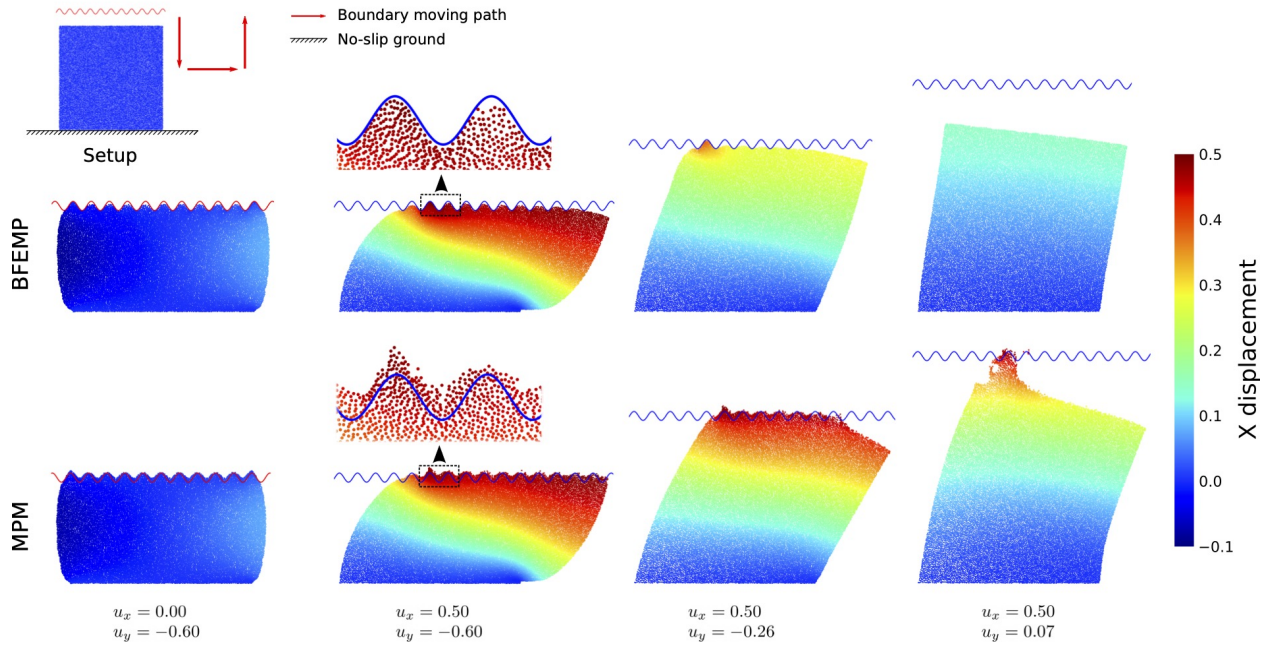 Boundary moving path
No-slip ground
Setup
BFEMP
MPM
0.5
0.4
0.3
0.2
0.1
0.0
−0.1
X displacement
u_x = 0.00
u_y = −0.60
u_x = 0.50
u_y = −0.60
u_x = 0.50
u_y = −0.26
u_x = 0.50
u_y = 0.07